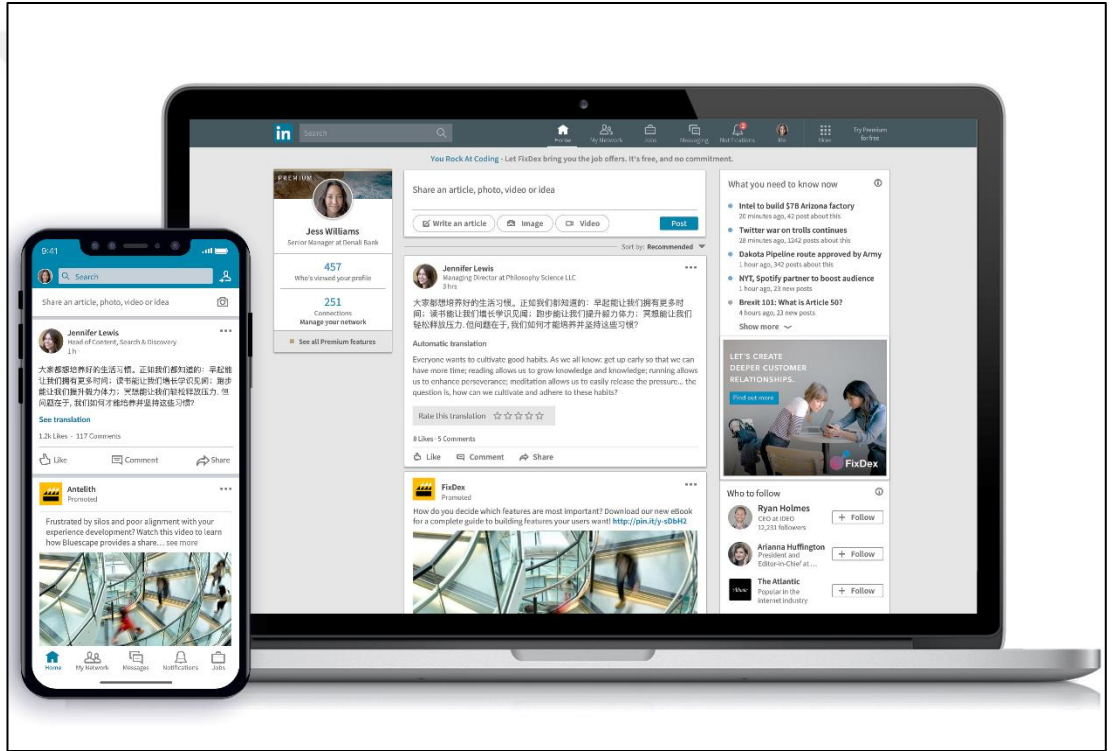 in
Search
Home
My Network
Jobs
Messaging
Notifications
Me
More
Try Premium
for free
You Rock At Coding - Let FixDex bring you the job offers. It's free, and no commitment.
PREMIUM
Jess Williams
Senior Manager at Denali Bank
457
Who's viewed your profile
251
Connections
Manage your network
See all Premium features
Share an article, photo, video or idea
Write an article
Image
Video
Post
Sort by: Recommended
Jennifer Lewis
Managing Director at Philosophy Science LLC
3 hrs
大家都想培养好的生活习惯。正如我们都知道的：早起能让我们拥有更多时
间；读书能让我们增长学识见闻；跑步能让我们提升毅力体力；冥想能让我们
轻松释放压力. 但问题在于, 我们如何才能培养并坚持这些习惯?
Automatic translation
Everyone wants to cultivate good habits. As we all know: get up early so that we can
have more time; reading allows us to grow knowledge and knowledge; running allows
us to enhance perseverance; meditation allows us to easily release the pressure... the
question is, how can we cultivate and adhere to these habits?
Rate this translation
8 Likes · 5 Comments
Like
Comment
Share
FixDex
Promoted
How do you decide which features are most important? Download our new eBook
for a complete guide to building features your users want! http://pin.it/y-sDbH2
What you need to know now
Intel to build $7B Arizona factory
20 minutes ago, 42 post about this
Twitter war on trolls continues
28 minutes ago, 1242 posts about this
Dakota Pipeline route approved by Army
1 hour ago, 342 posts about this
NYT, Spotify partner to boost audience
1 hour ago, 23 new posts
Brexit 101: What is Article 50?
4 hours ago, 23 new posts
Show more
LET'S CREATE
DEEPER CUSTOMER
RELATIONSHIPS.
Find out more
FixDex
Who to follow
Ryan Holmes
CEO at IDEO
12,231 followers
+ Follow
Arianna Huffington
President and
Editor-in-Chief at ...
+ Follow
The Atlantic
Popular in the
internet industry
+ Follow
9:41
Search
Share an article, photo, video or idea
Jennifer Lewis
Head of Content, Search & Discovery
1h
大家都想培养好的生活习惯。正如我们都知道的：早起能
让我们拥有更多时间；读书能让我们增长学识见闻；跑步
能让我们提升毅力体力；冥想能让我们轻松释放压力. 但
问题在于, 我们如何才能培养并坚持这些习惯?
See translation
1.2k Likes · 117 Comments
Like
Comment
Share
Antelith
Promoted
Frustrated by silos and poor alignment with your
experience development? Watch this video to learn
how Bluescape provides a share... see more
Home
My Network
Messages
Notifications
Jobs